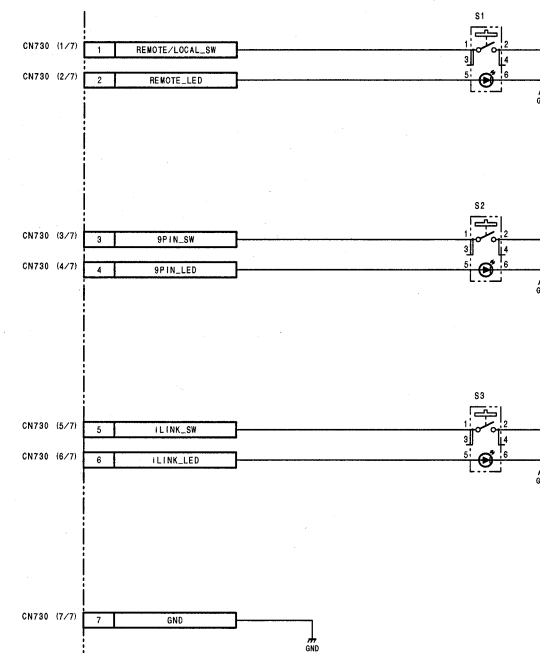 S1
CN730 (1/7) 1 REMOTE/LOCAL_SW 1 2
3 4
CN730 (2/7) 2 REMOTE_LED 5 6
S2
CN730 (3/7) 3 9PIN_SW 1 2
3 4
CN730 (4/7) 4 9PIN_LED 5 6
S3
CN730 (5/7) 5 iLINK_SW 1 2
3 4
CN730 (6/7) 6 iLINK_LED 5 6
CN730 (7/7) 7 GND
GND